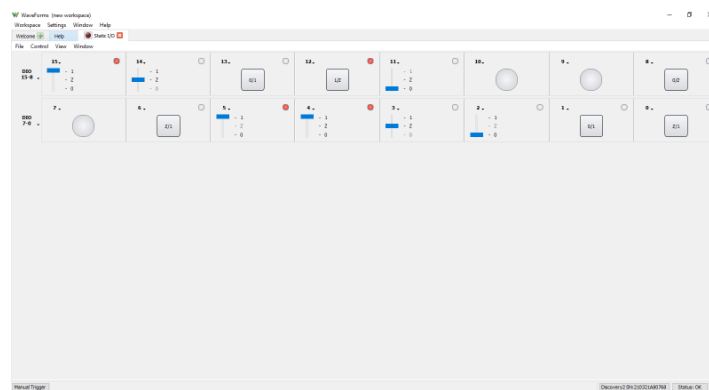 WaveForms (new workspace)
Workspace Settings Window Help
Welcome Help Static I/O
File Control View Window
DIO 15-8
15 14 13 12 11 10 9 8
1 Z 0
1 Z 0
0/1
1/Z
1 Z 0
0/Z
DIO 7-0
7 6 5 4 3 2 1 0
Z/1
1 Z 0
1 Z 0
1 Z 0
1 Z 0
0/1
Z/1
Manual Trigger
Status: OK